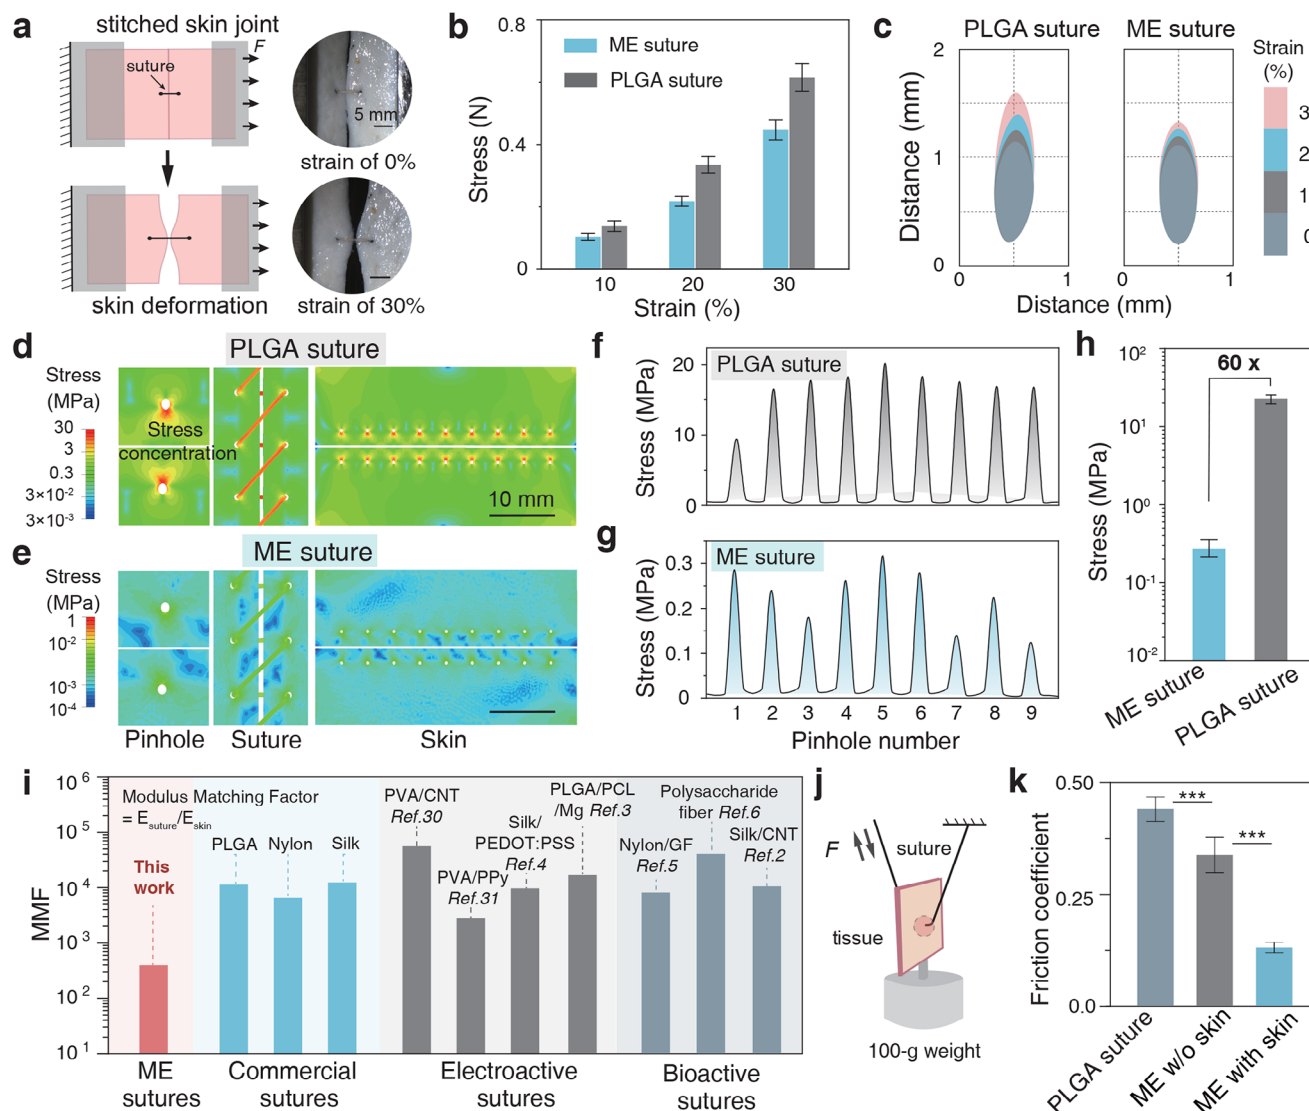 a
stitched skin joint
F
suture
5 mm
strain of 0%
skin deformation
strain of 30%
b
0.8
0.4
0
Stress (N)
ME suture
PLGA suture
10
20
30
Strain (%)
c
PLGA suture
ME suture
2
1
0
Distance (mm)
0
1
0
1
Distance (mm)
Strain
(%)
3
2
1
0
d
PLGA suture
Stress
(MPa)
30
3
0.3
3×10⁻²
3×10⁻³
Stress
concentration
10 mm
e
ME suture
Stress
(MPa)
1
10⁻²
10⁻³
10⁻⁴
Pinhole
Suture
Skin
f
PLGA suture
20
10
0
Stress (MPa)
g
ME suture
0.3
0.2
0.1
0
Stress (MPa)
1 2 3 4 5 6 7 8 9
Pinhole number
h
60 x
10²
10¹
10⁰
10⁻¹
10⁻²
Stress (MPa)
ME suture
PLGA suture
i
10⁶
10⁵
10⁴
10³
10²
10¹
MMF
Modulus Matching Factor
= E_suture/E_skin
This
work
PLGA
Nylon
Silk
PVA/CNT
Ref.30
PVA/PPy
Ref.31
Silk/
PEDOT:PSS
Ref.4
PLGA/PCL
/Mg Ref.3
Nylon/GF
Ref.5
Polysaccharide
fiber Ref.6
Silk/CNT
Ref.2
ME
sutures
Commercial
sutures
Electroactive
sutures
Bioactive
sutures
j
F
suture
tissue
100-g weight
k
0.50
0.25
0.0
Friction coefficient
***
***
PLGA suture
ME w/o skin
ME with skin